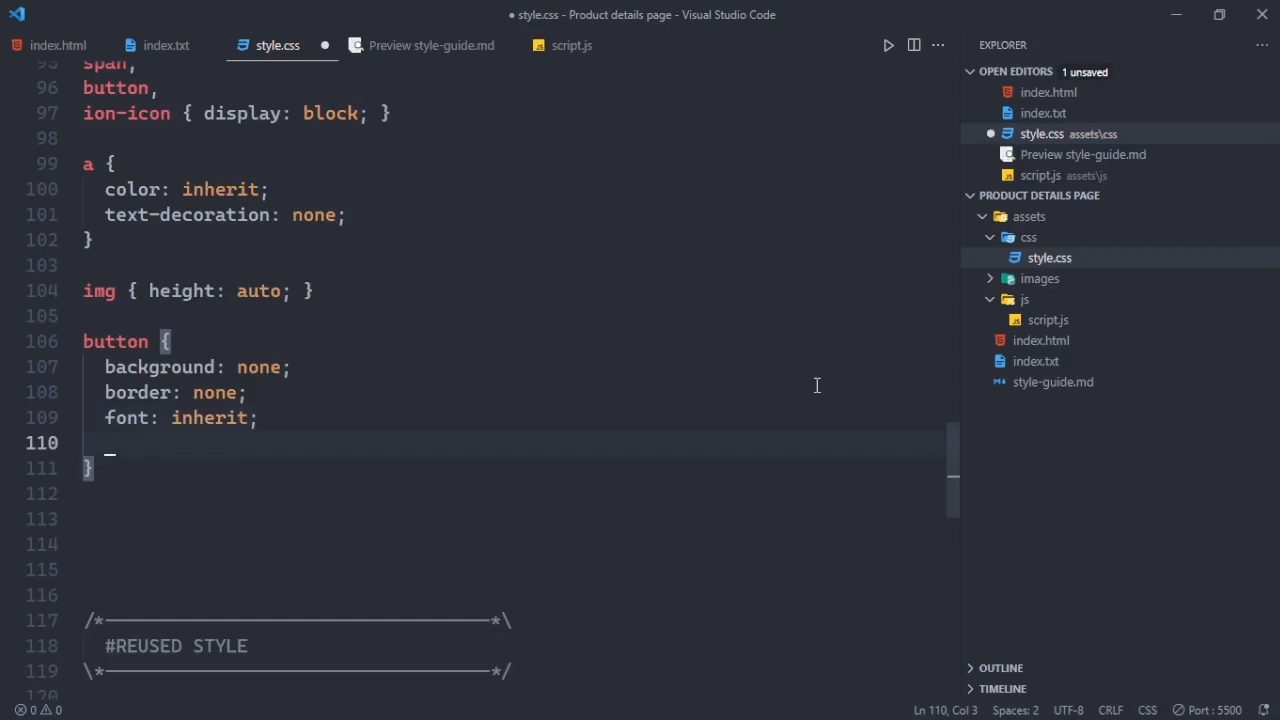 ● style.css - Product details page - Visual Studio Code
index.html
index.txt
style.css
Preview style-guide.md
script.js
95 span,
96 button,
97 ion-icon { display: block; }
98
99 a {
100 color: inherit;
101 text-decoration: none;
102 }
103
104 img { height: auto; }
105
106 button {
107 background: none;
108 border: none;
109 font: inherit;
110
111 }
112
113
114
115
116
117 /*—————————————————*\
118 #REUSED STYLE
119 \*—————————————————*/
120
EXPLORER
OPEN EDITORS 1 unsaved
index.html
index.txt
style.css assets\css
Preview style-guide.md
script.js assets\js
PRODUCT DETAILS PAGE
assets
css
style.css
images
js
script.js
index.html
index.txt
style-guide.md
OUTLINE
TIMELINE
0 0
Ln 110, Col 3
Spaces: 2
UTF-8
CRLF
CSS
Port : 5500